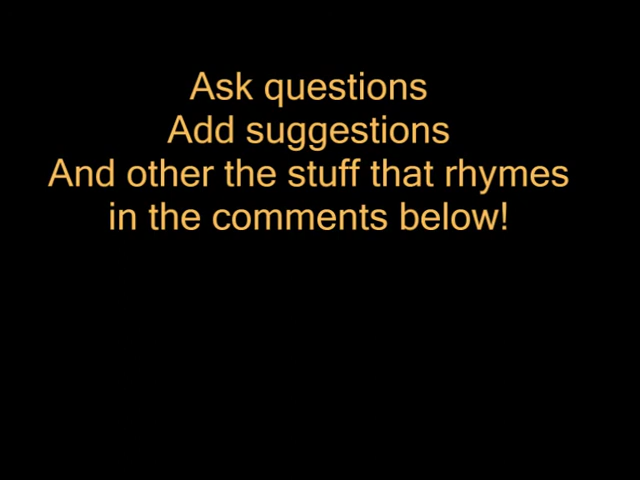 Ask questions
Add suggestions
And other the stuff that rhymes
in the comments below!